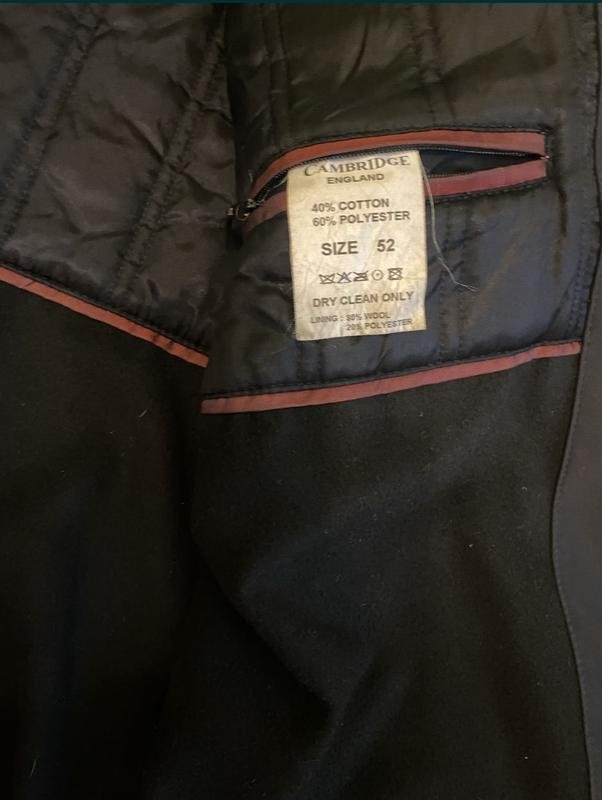 CAMBRIDGE
ENGLAND
40% COTTON
60% POLYESTER
SIZE 52
DRY CLEAN ONLY
LINING : 80% WOOL
20% POLYESTER